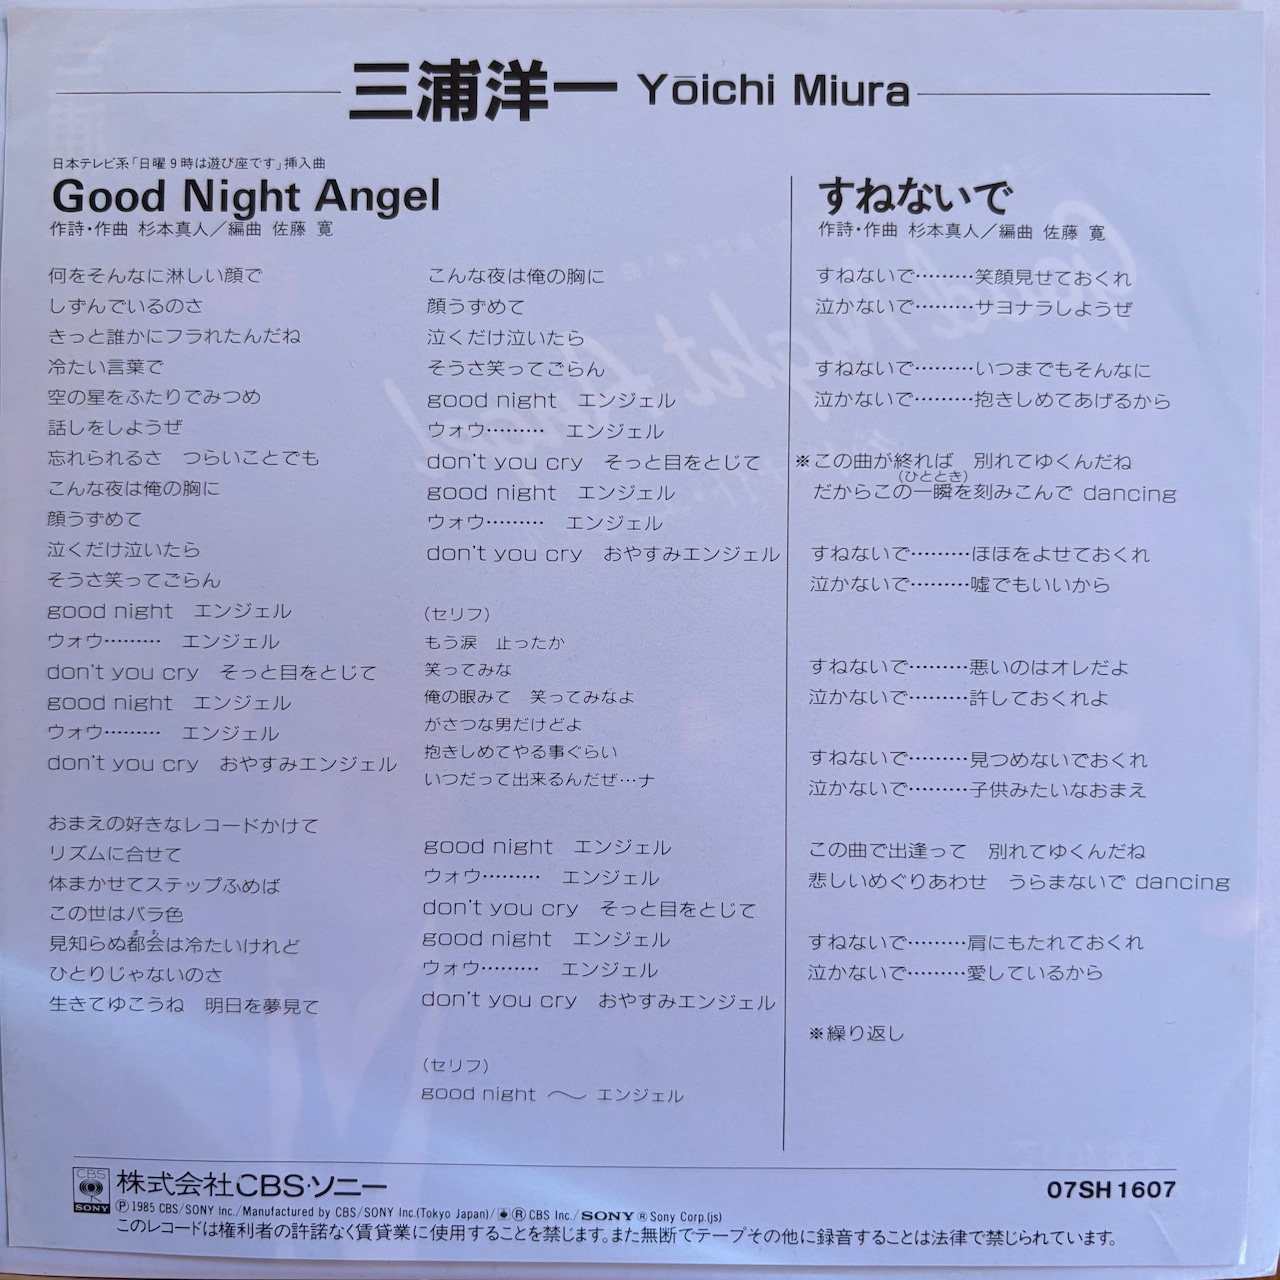 三浦洋一 Yōichi Miura
日本テレビ系「日曜9時は遊び座です」挿入曲
Good Night Angel
作詩・作曲 杉本真人／編曲 佐藤 寛
何をそんなに淋しい顔で
しずんでいるのさ
きっと誰かにフラれたんだね
冷たい言葉で
空の星をふたりでみつめ
話しをしようぜ
忘れられるさ　つらいことでも
こんな夜は俺の胸に
顔うずめて
泣くだけ泣いたら
そうさ笑ってごらん
good night　エンジェル
ウォウ………　エンジェル
don't you cry　そっと目をとじて
good night　エンジェル
ウォウ………　エンジェル
don't you cry　おやすみエンジェル
おまえの好きなレコードかけて
リズムに合せて
体まかせてステップふめば
この世はバラ色
まち
見知らぬ都会は冷たいけれど
ひとりじゃないのさ
生きてゆこうね　明日を夢見て
こんな夜は俺の胸に
顔うずめて
泣くだけ泣いたら
そうさ笑ってごらん
good night　エンジェル
ウォウ………　エンジェル
don't you cry　そっと目をとじて
good night　エンジェル
ウォウ………　エンジェル
don't you cry　おやすみエンジェル
（セリフ）
もう涙　止ったか
笑ってみな
俺の眼みて　笑ってみなよ
がさつな男だけどよ
抱きしめてやる事ぐらい
いつだって出来るんだぜ…ナ
good night　エンジェル
ウォウ………　エンジェル
don't you cry　そっと目をとじて
good night　エンジェル
ウォウ………　エンジェル
don't you cry　おやすみエンジェル
（セリフ）
good night 〜 エンジェル
すねないで
作詩・作曲 杉本真人／編曲 佐藤 寛
すねないで………笑顔見せておくれ
泣かないで………サヨナラしようぜ
すねないで………いつまでもそんなに
泣かないで………抱きしめてあげるから
※この曲が終れば　別れてゆくんだね
（ひととき）
だからこの一瞬を刻みこんで dancing
すねないで………ほほをよせておくれ
泣かないで………嘘でもいいから
すねないで………悪いのはオレだよ
泣かないで………許しておくれよ
すねないで………見つめないでおくれ
泣かないで………子供みたいなおまえ
この曲で出逢って　別れてゆくんだね
悲しいめぐりあわせ　うらまないで dancing
すねないで………肩にもたれておくれ
泣かないで………愛しているから
※繰り返し
CBS
SONY
株式会社CBS・ソニー
07SH 1607
Ⓟ 1985 CBS/SONY Inc./Manufactured by CBS/SONY Inc.(Tokyo Japan)/ ® CBS Inc./SONY ® Sony Corp.(js)
このレコードは権利者の許諾なく賃貸業に使用することを禁じます。また無断でテープその他に録音することは法律で禁じられています。